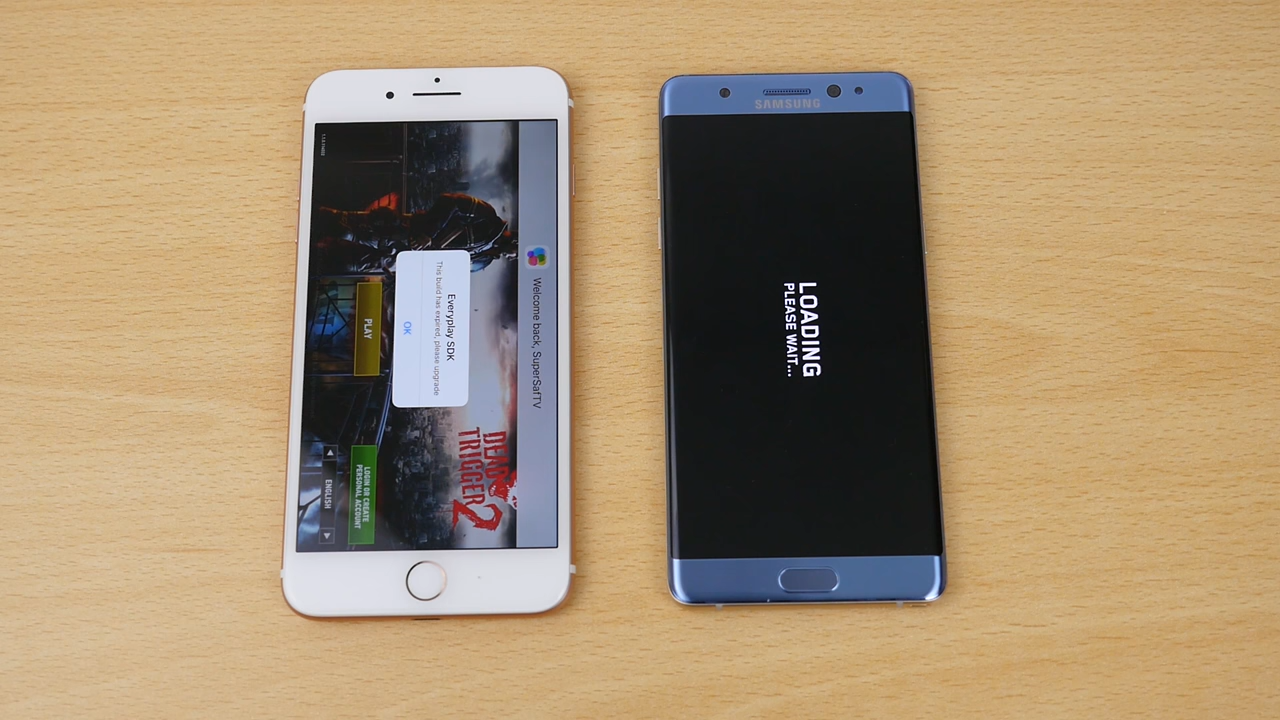 Welcome back, SuperSafTV
DEAD
TRIGGER 2
Everyplay SDK
This build has expired, please upgrade
OK
PLAY
LOGIN OR CREATE
PERSONAL ACCOUNT
ENGLISH
SAMSUNG
LOADING
PLEASE WAIT...